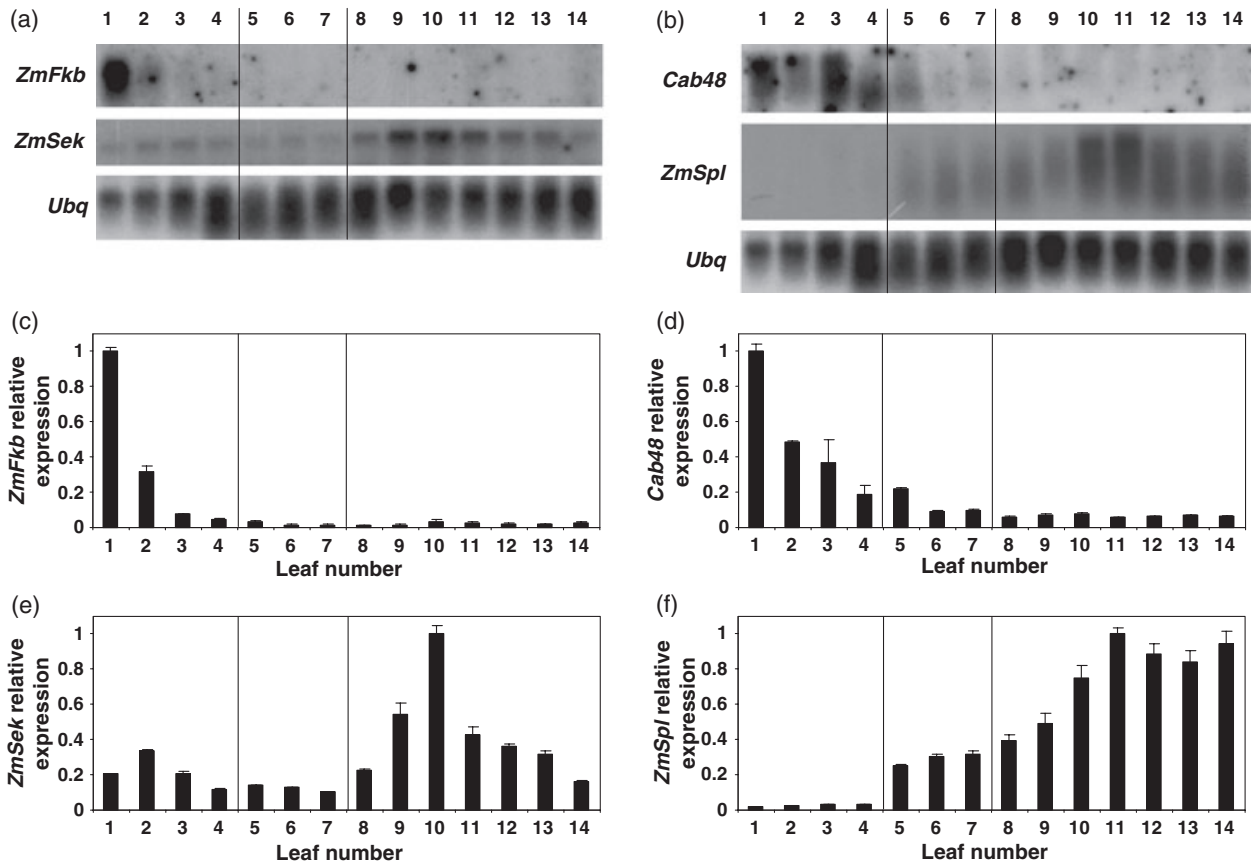 (a) 1 2 3 4 5 6 7 8 9 10 11 12 13 14
ZmFkb
ZmSek
Ubq
(b) 1 2 3 4 5 6 7 8 9 10 11 12 13 14
Cab48
ZmSpl
Ubq
(c)
ZmFkb relative
expression
1
0.8
0.6
0.4
0.2
0
1 2 3 4 5 6 7 8 9 10 11 12 13 14
Leaf number
(d)
Cab48 relative
expression
1
0.8
0.6
0.4
0.2
0
1 2 3 4 5 6 7 8 9 10 11 12 13 14
Leaf number
(e)
ZmSek relative
expression
1
0.8
0.6
0.4
0.2
0
1 2 3 4 5 6 7 8 9 10 11 12 13 14
Leaf number
(f)
ZmSpl relative
expression
1
0.8
0.6
0.4
0.2
0
1 2 3 4 5 6 7 8 9 10 11 12 13 14
Leaf number